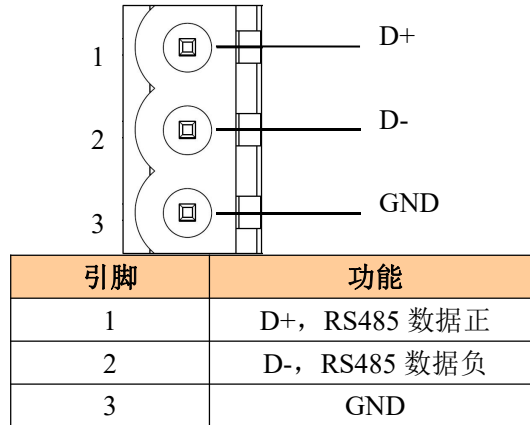 1 D+
2 D-
3 GND
引脚 功能
1 D+，RS485 数据正
2 D-，RS485 数据负
3 GND